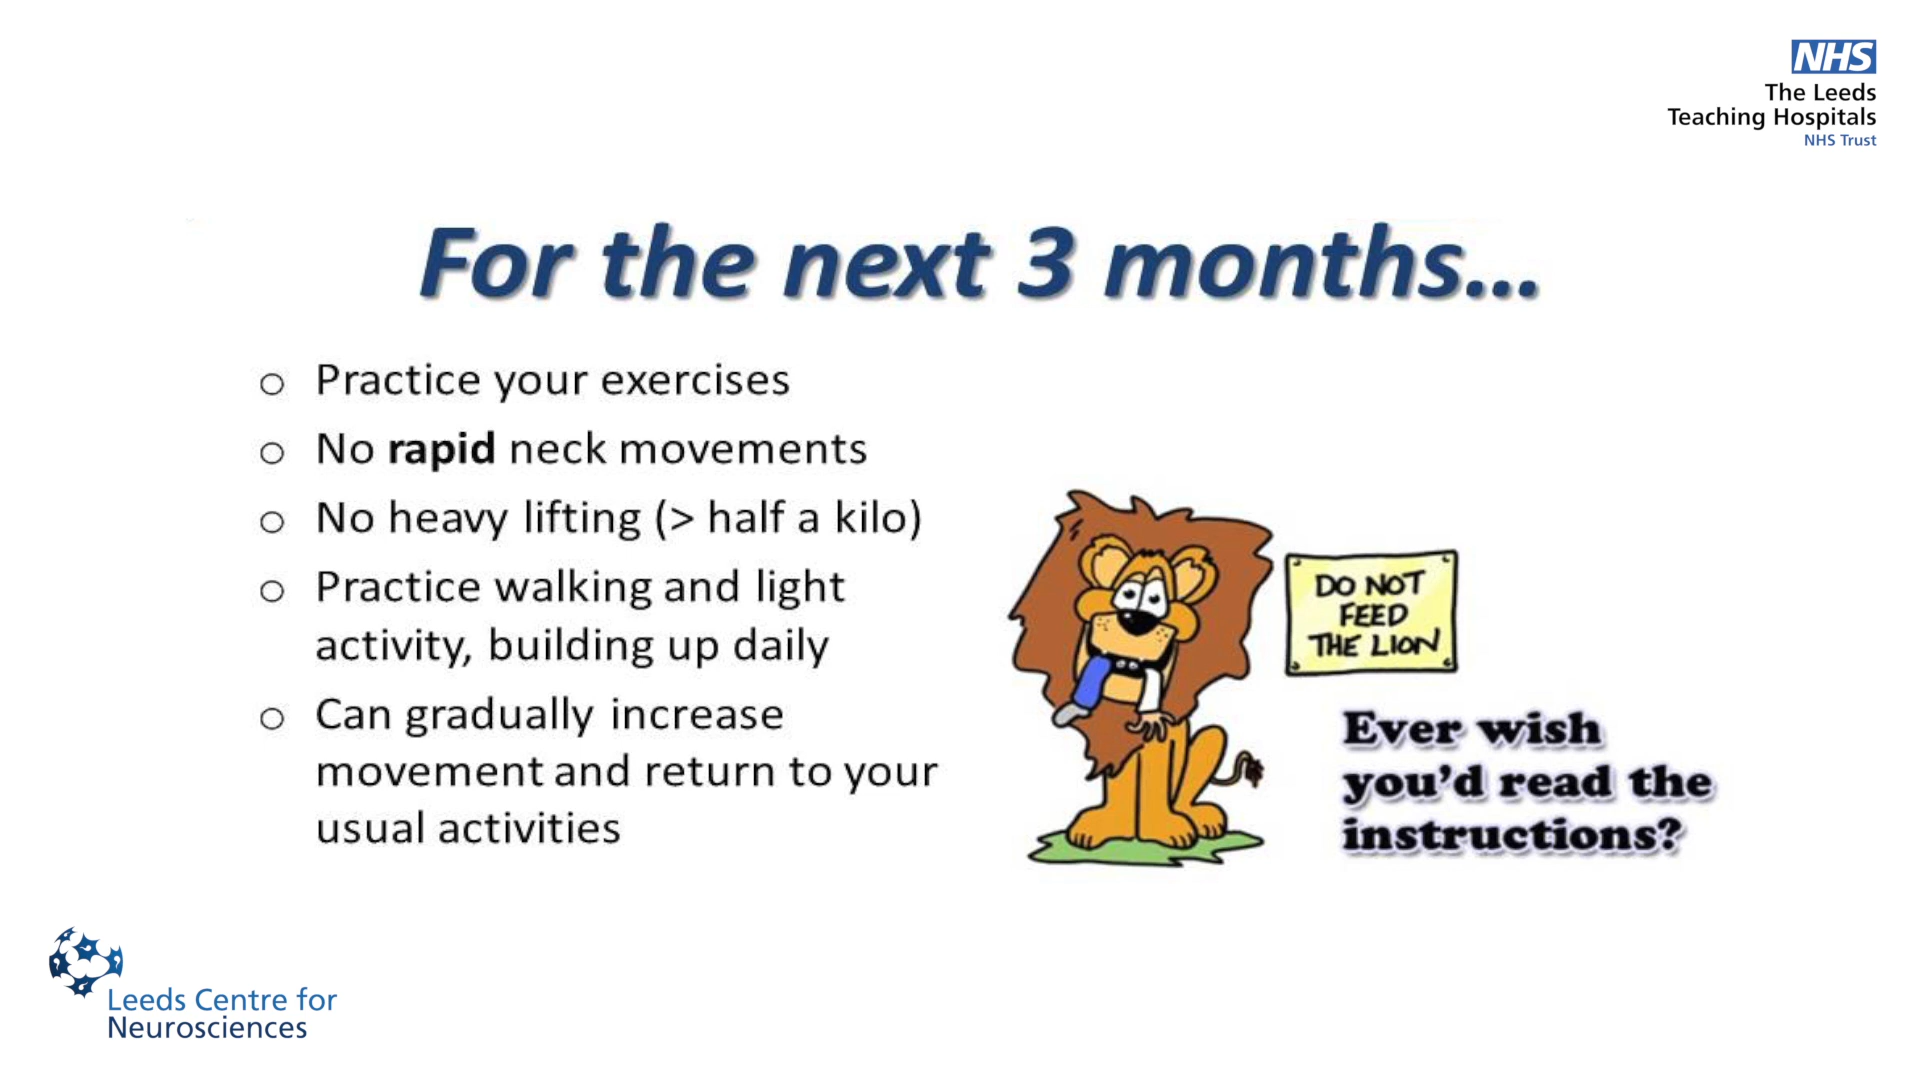 NHS
The Leeds
Teaching Hospitals
NHS Trust
For the next 3 months...
o Practice your exercises
o No rapid neck movements
o No heavy lifting (> half a kilo)
o Practice walking and light
activity, building up daily
o Can gradually increase
movement and return to your
usual activities
DO NOT
FEED
THE LION
Ever wish
you'd read the
instructions?
Leeds Centre for
Neurosciences